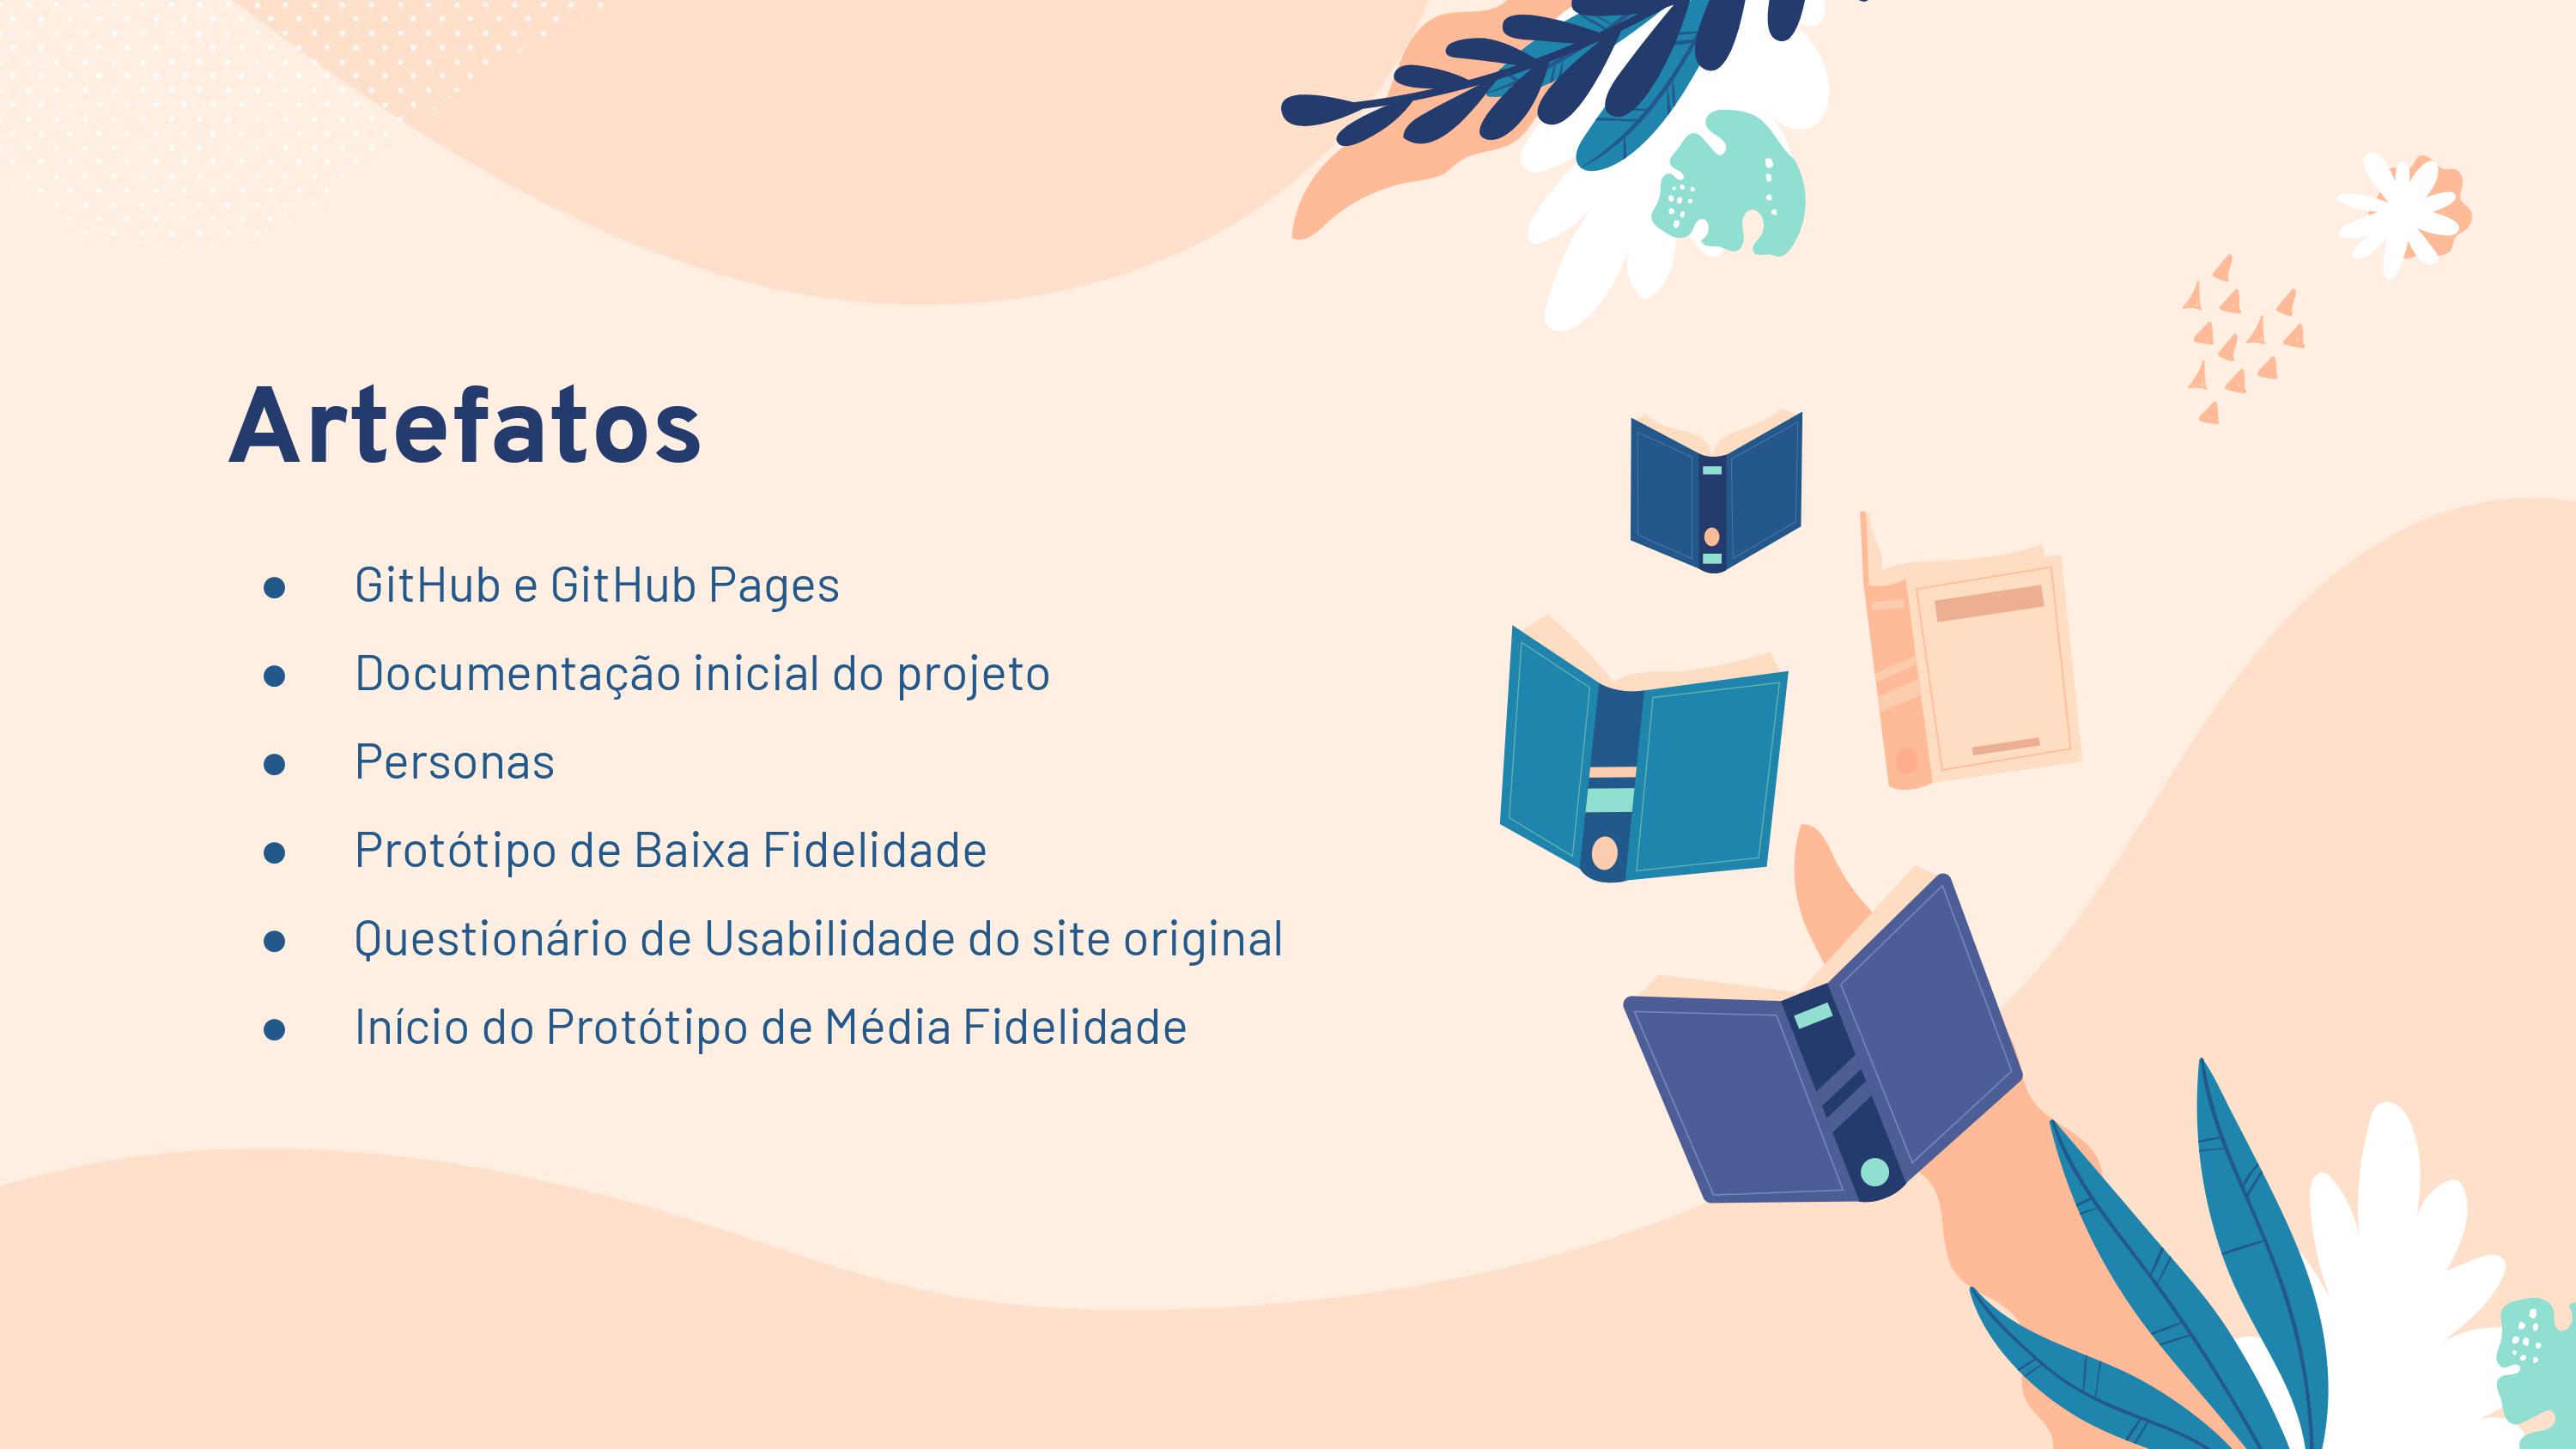 Artefatos
● GitHub e GitHub Pages
● Documentação inicial do projeto
● Personas
● Protótipo de Baixa Fidelidade
● Questionário de Usabilidade do site original
● Início do Protótipo de Média Fidelidade